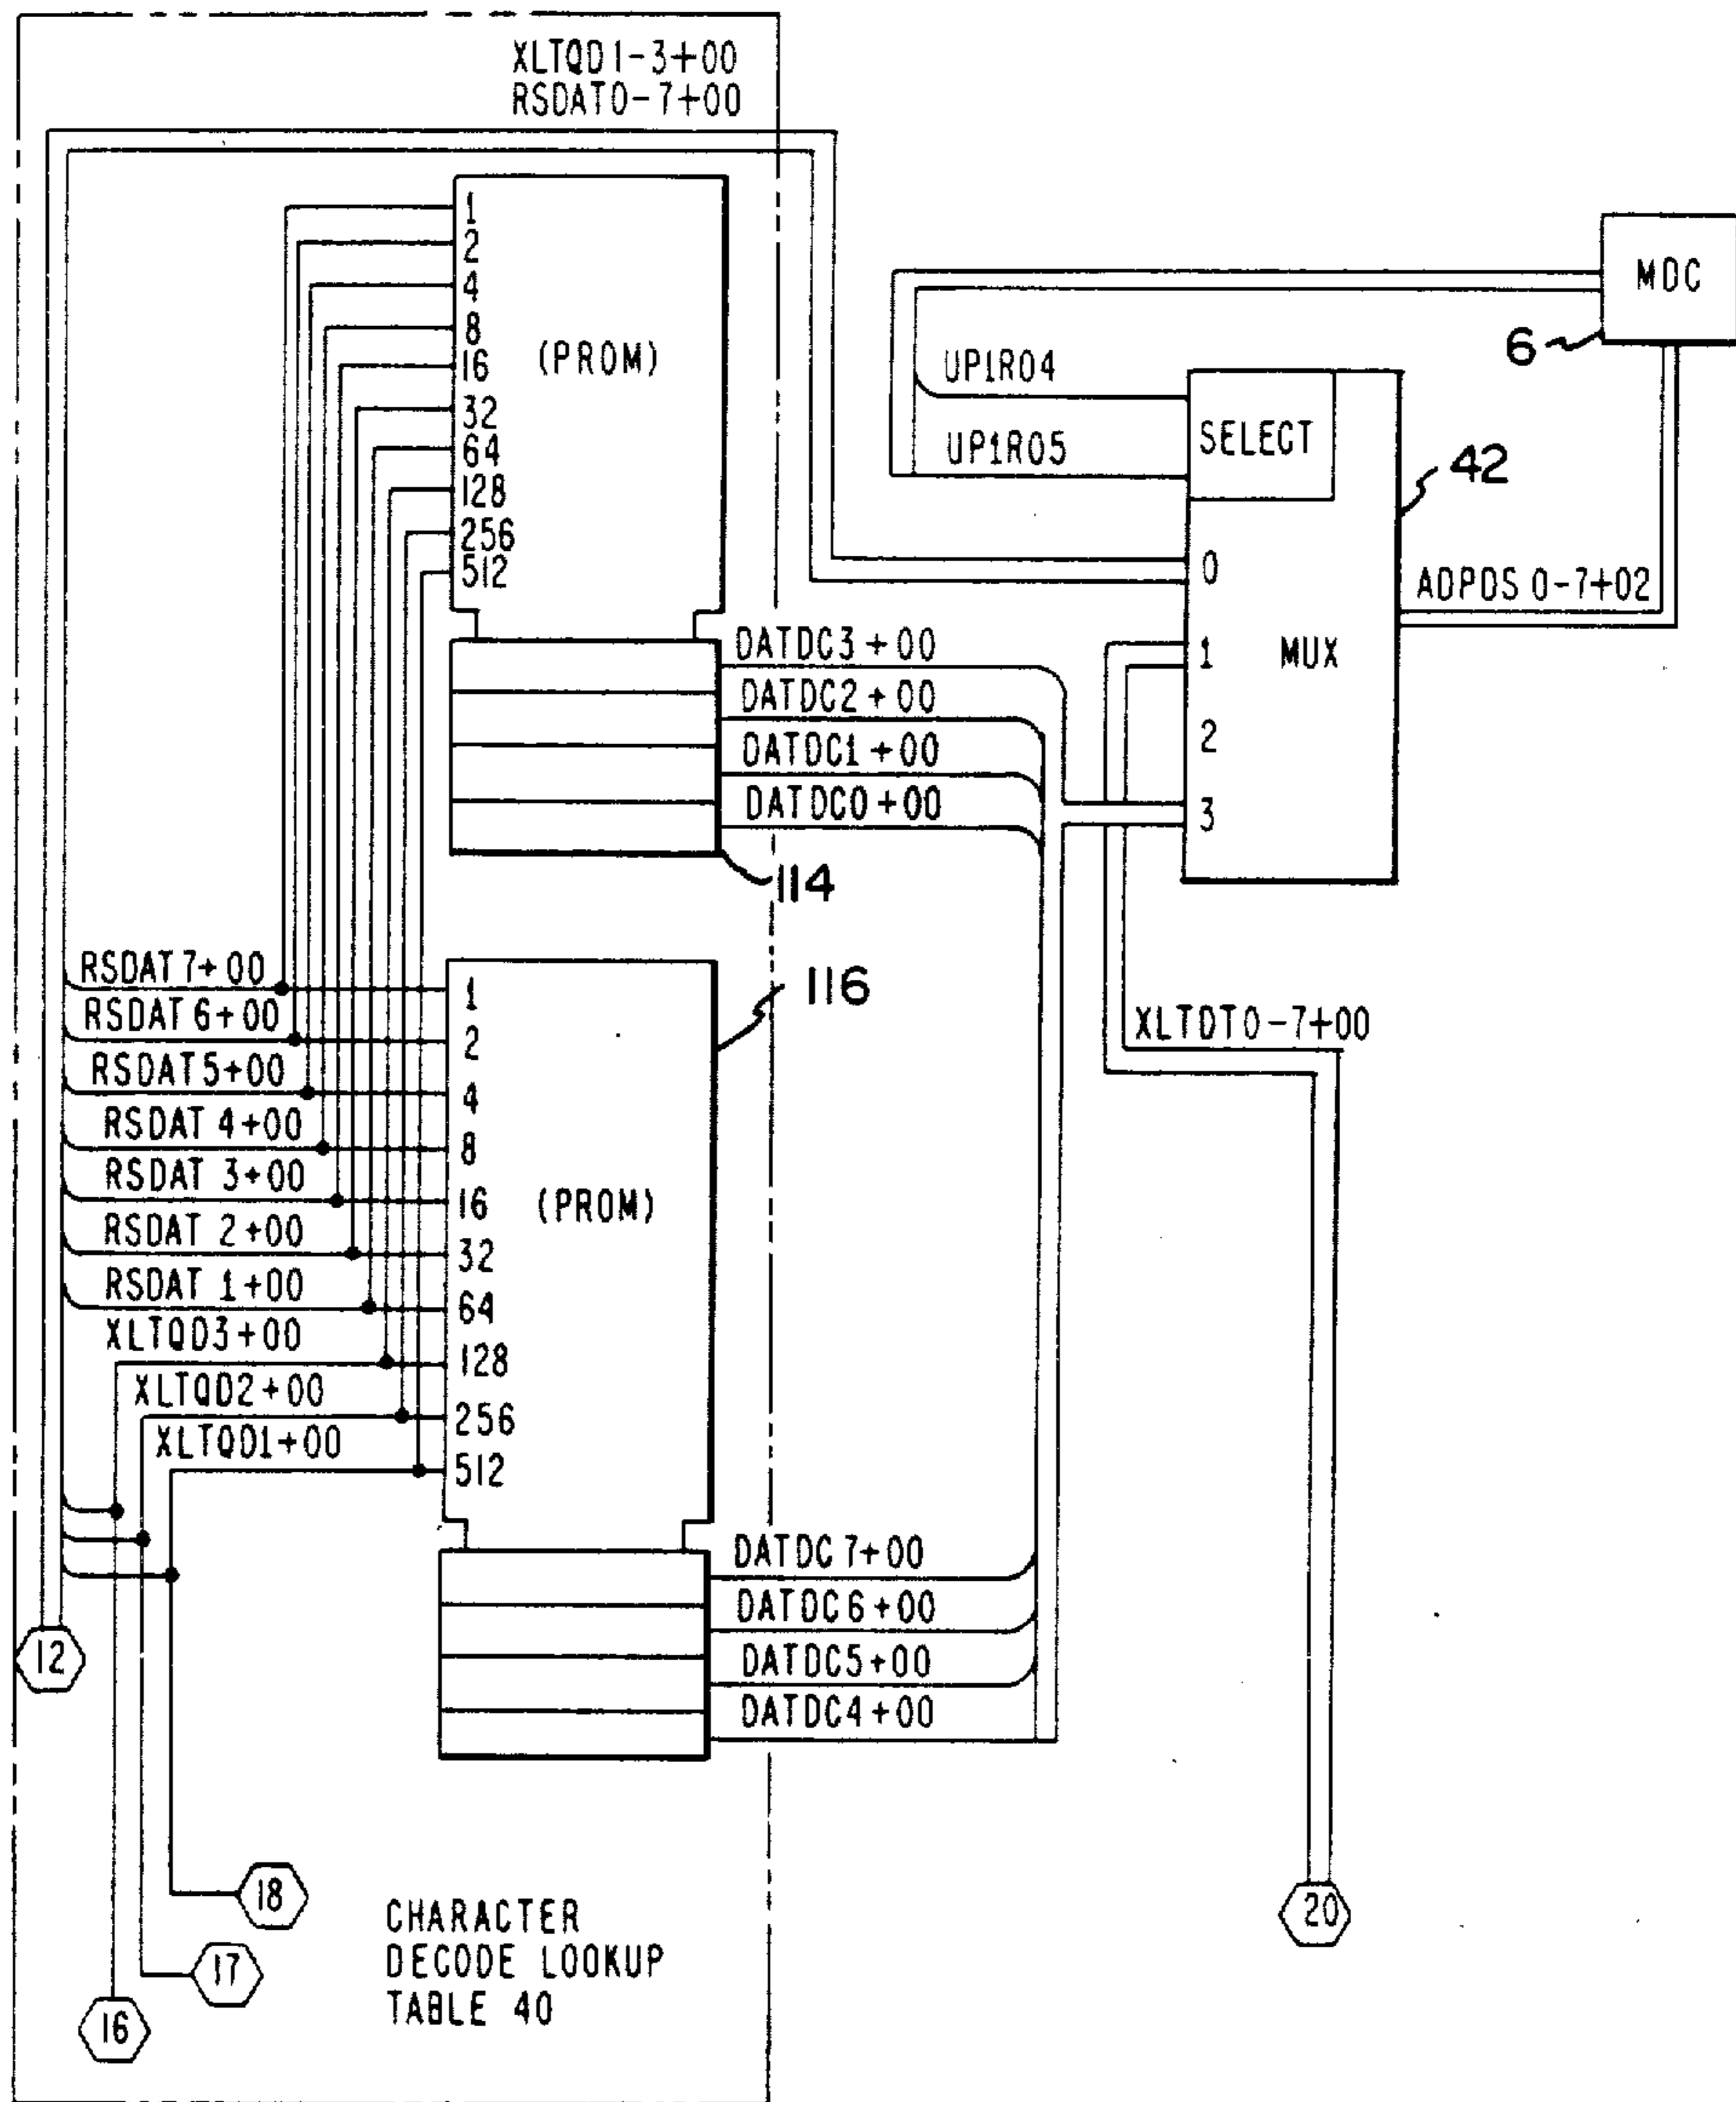 XLTQD1-3+00
RSDAT0-7+00
1
2
4
8
16
32
64
128
256
512
(PROM)
MDC
6
UP1R04
UP1R05
SELECT
42
0
1
2
3
MUX
ADPDS 0-7+02
DATDC3+00
DATDC2+00
DATDC1+00
DATDC0+00
114
RSDAT 7+00
RSDAT 6+00
RSDAT 5+00
RSDAT 4+00
RSDAT 3+00
RSDAT 2+00
RSDAT 1+00
XLTQD3+00
XLTQD2+00
XLTQD1+00
1
2
4
8
16
32
64
128
256
512
(PROM)
116
XLTDT0-7+00
DATDC7+00
DATDC6+00
DATDC5+00
DATDC4+00
12
18
17
16
20
CHARACTER
DECODE LOOKUP
TABLE 40